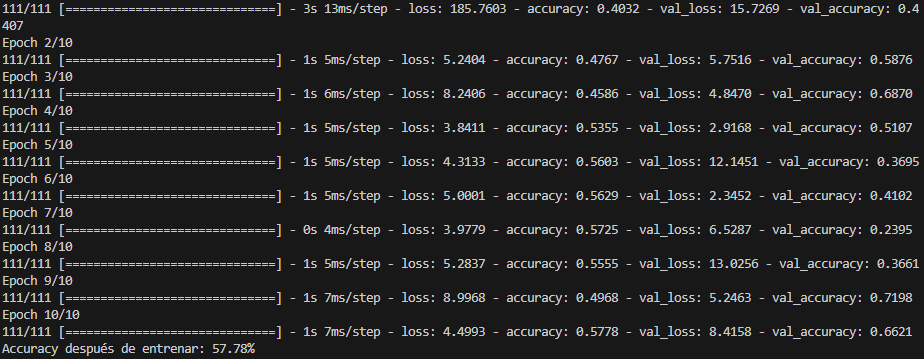 111/111 [==============================] - 3s 13ms/step - loss: 185.7603 - accuracy: 0.4032 - val_loss: 15.7269 - val_accuracy: 0.4
407
Epoch 2/10
111/111 [==============================] - 1s 5ms/step - loss: 5.2404 - accuracy: 0.4767 - val_loss: 5.7516 - val_accuracy: 0.5876
Epoch 3/10
111/111 [==============================] - 1s 6ms/step - loss: 8.2406 - accuracy: 0.4586 - val_loss: 4.8470 - val_accuracy: 0.6870
Epoch 4/10
111/111 [==============================] - 1s 5ms/step - loss: 3.8411 - accuracy: 0.5355 - val_loss: 2.9168 - val_accuracy: 0.5107
Epoch 5/10
111/111 [==============================] - 1s 5ms/step - loss: 4.3133 - accuracy: 0.5603 - val_loss: 12.1451 - val_accuracy: 0.3695
Epoch 6/10
111/111 [==============================] - 1s 5ms/step - loss: 5.0001 - accuracy: 0.5629 - val_loss: 2.3452 - val_accuracy: 0.4102
Epoch 7/10
111/111 [==============================] - 0s 4ms/step - loss: 3.9779 - accuracy: 0.5725 - val_loss: 6.5287 - val_accuracy: 0.2395
Epoch 8/10
111/111 [==============================] - 1s 5ms/step - loss: 5.2837 - accuracy: 0.5555 - val_loss: 13.0256 - val_accuracy: 0.3661
Epoch 9/10
111/111 [==============================] - 1s 7ms/step - loss: 8.9968 - accuracy: 0.4968 - val_loss: 5.2463 - val_accuracy: 0.7198
Epoch 10/10
111/111 [==============================] - 1s 7ms/step - loss: 4.4993 - accuracy: 0.5778 - val_loss: 8.4158 - val_accuracy: 0.6621
Accuracy después de entrenar: 57.78%